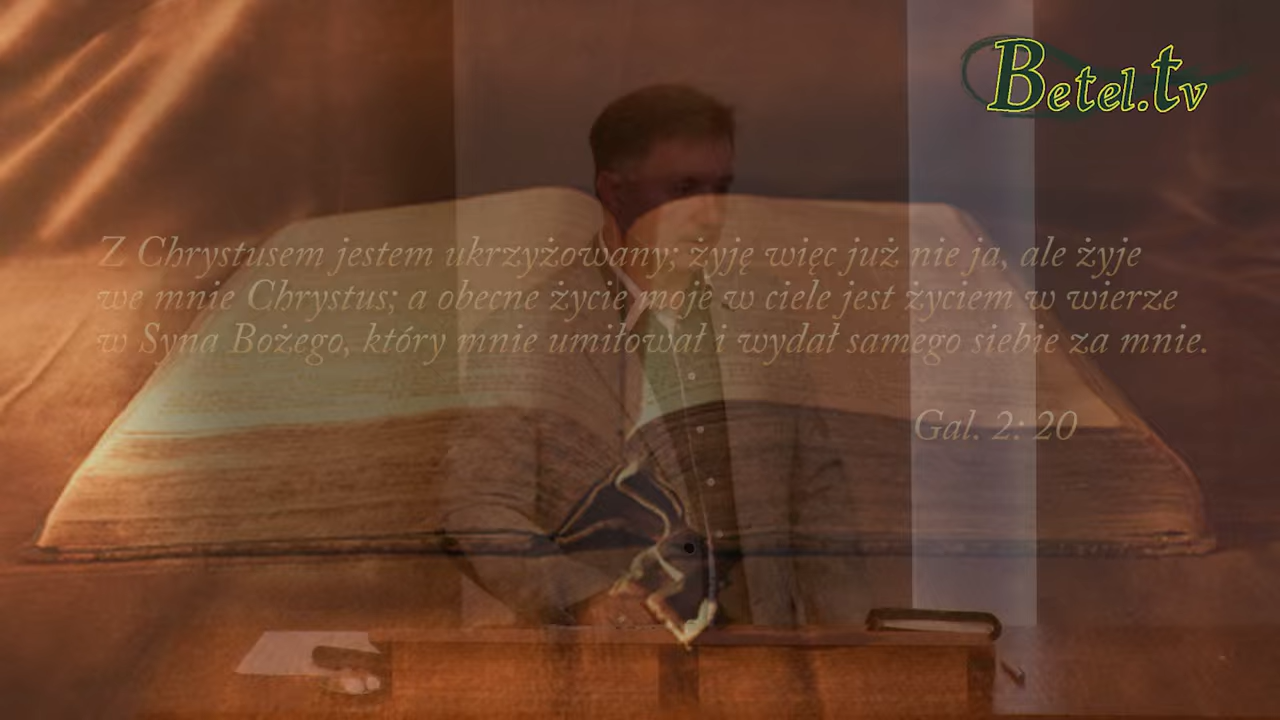 Betel.tv
Z Chrystusem jestem ukrzyżowany; żyję więc już nie ja, ale żyje
we mnie Chrystus; a obecne życie moje w ciele jest życiem w wierze
w Syna Bożego, który mnie umiłował i wydał samego siebie za mnie.
Gal. 2: 20